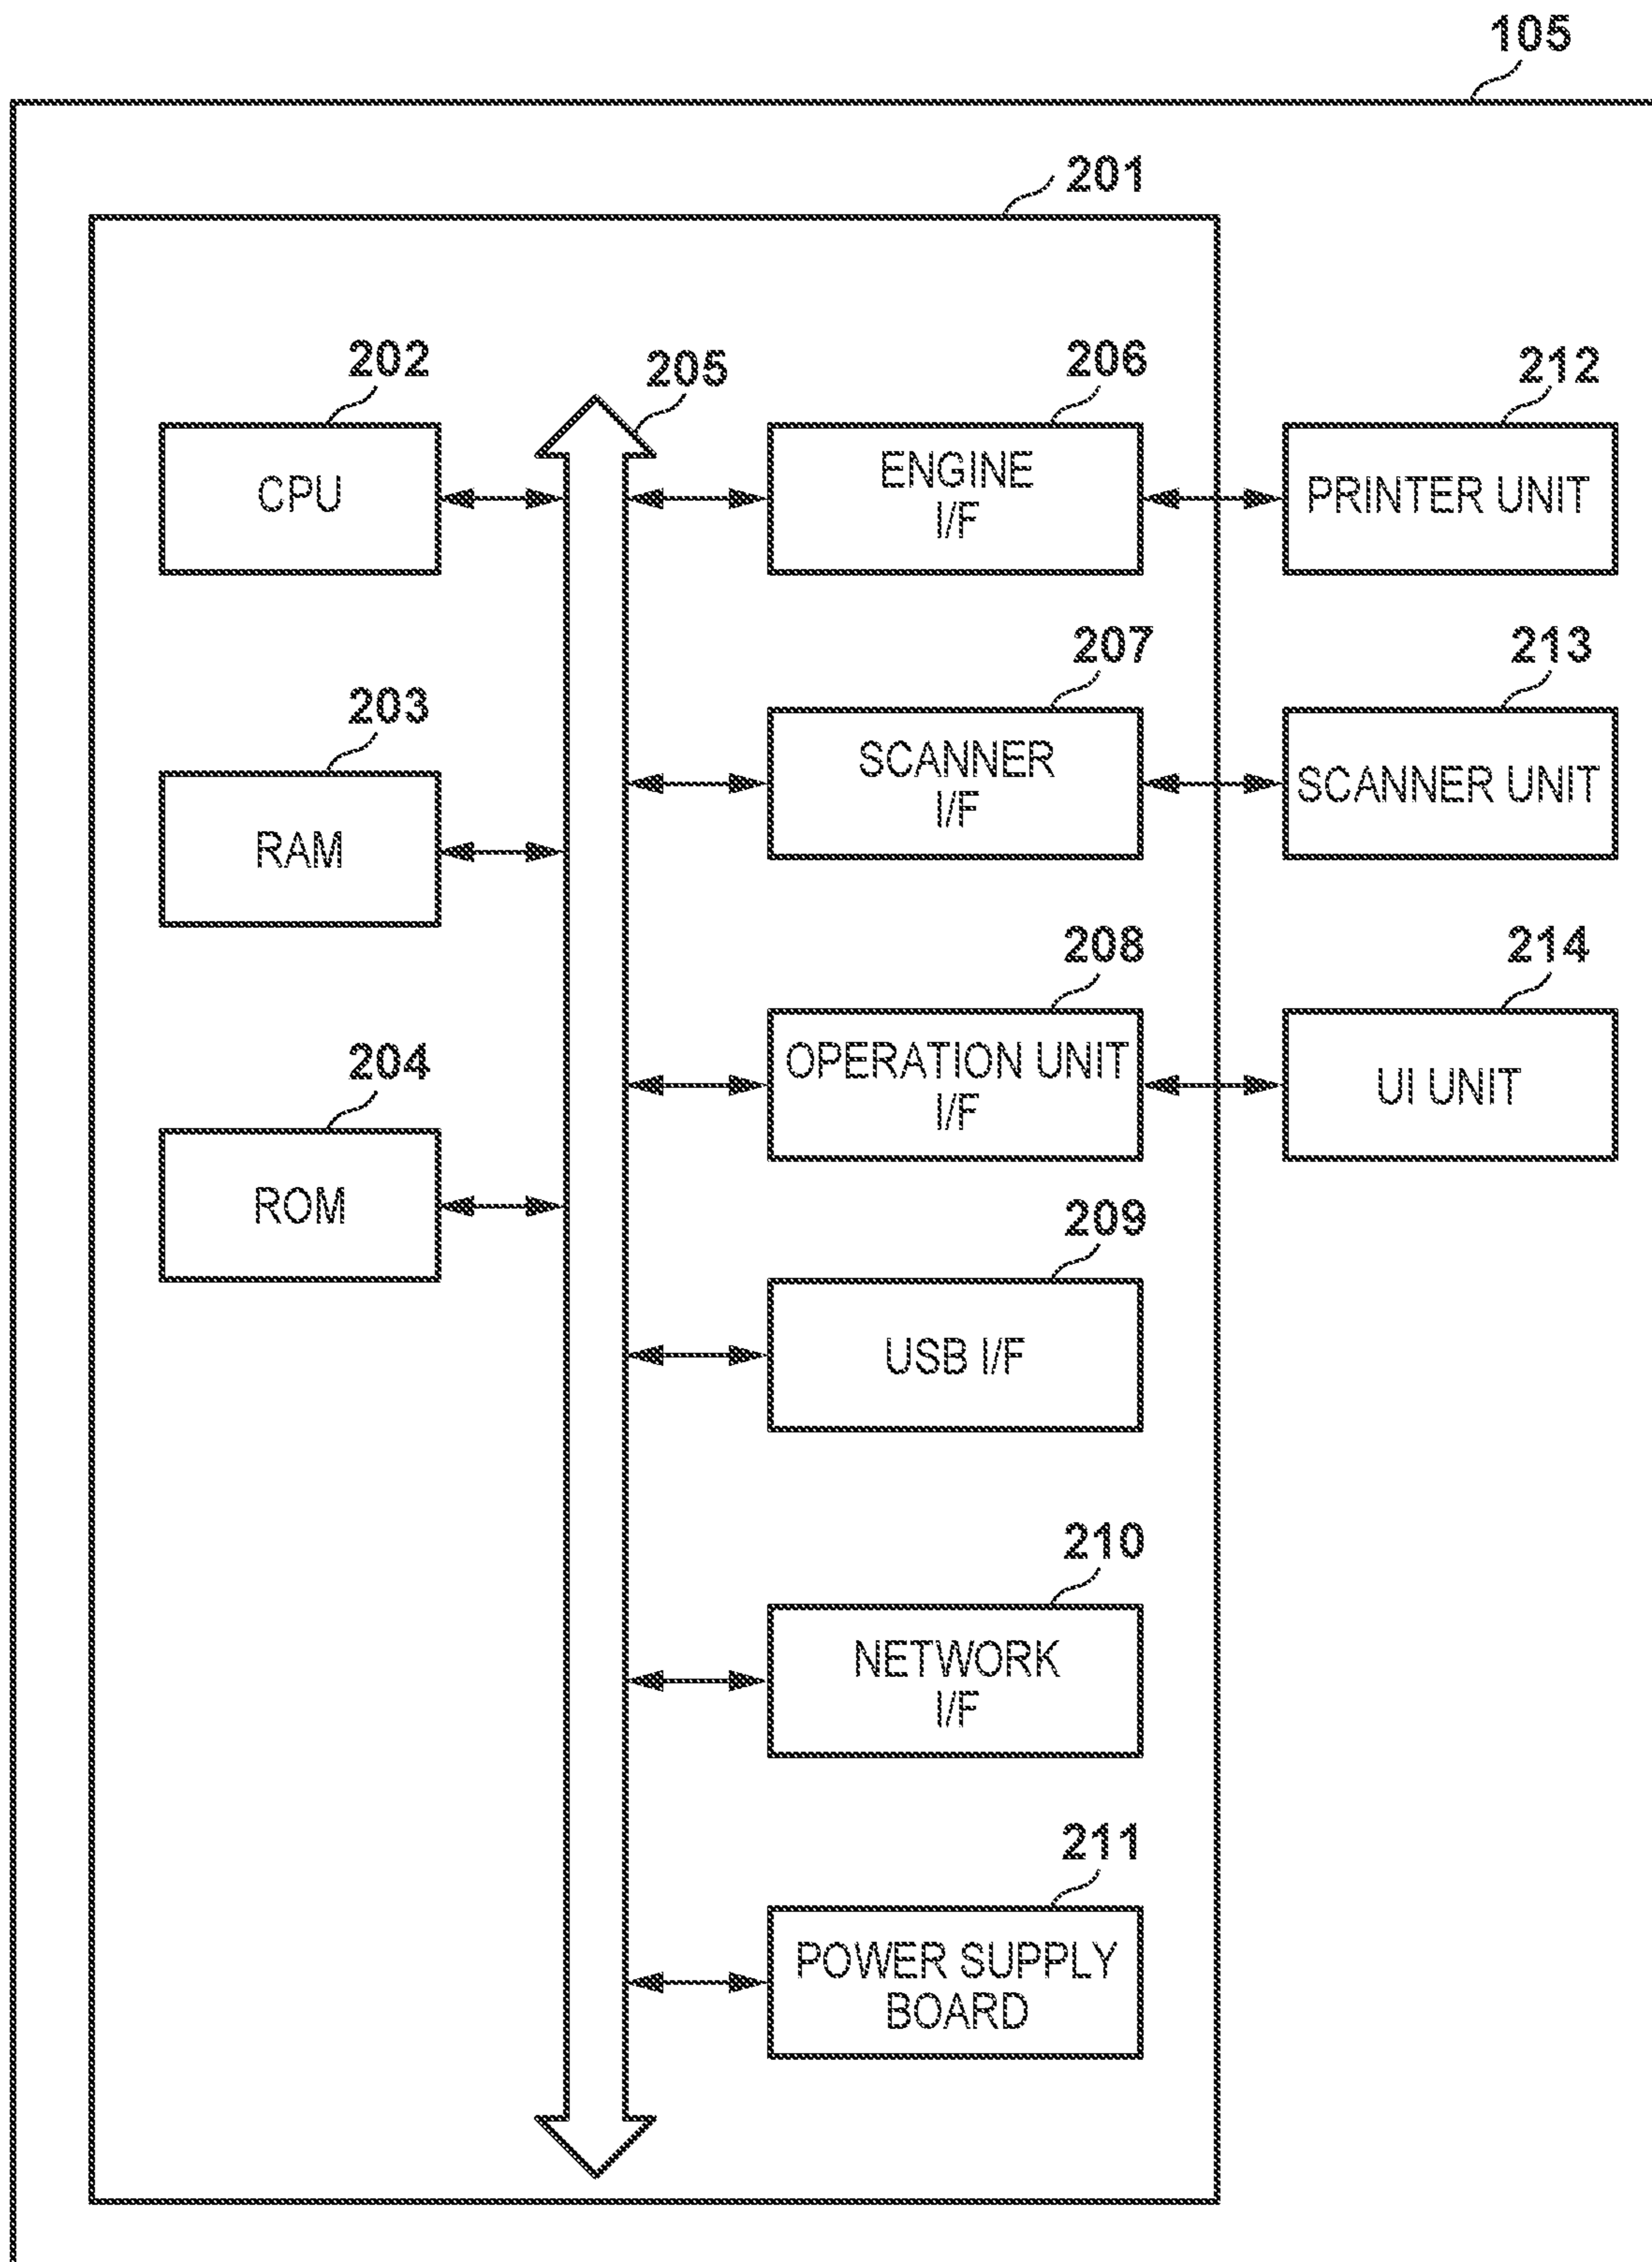 105
201
202
205
206
212
CPU
ENGINE
I/F
PRINTER UNIT
207
213
203
SCANNER
I/F
SCANNER UNIT
RAM
208
214
204
OPERATION UNIT
I/F
UI UNIT
ROM
209
USB I/F
210
NETWORK
I/F
211
POWER SUPPLY
BOARD